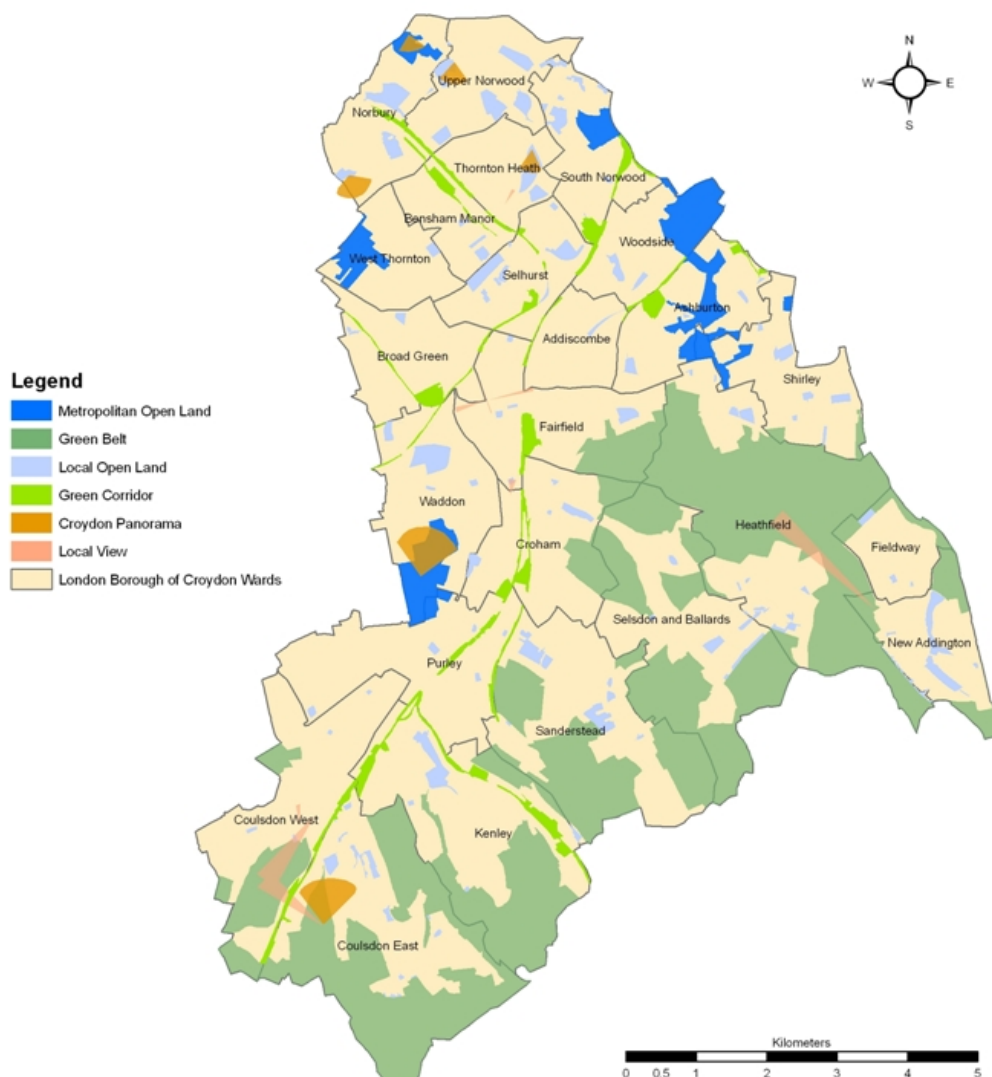 N
W E
S
Upper Norwood
Norbury
Thornton Heath
South Norwood
Bensham Manor
Woodside
West Thornton
Selhurst
Ashburton
Addiscombe
Broad Green
Shirley
Legend
Metropolitan Open Land
Green Belt
Local Open Land
Green Corridor
Croydon Panorama
Local View
London Borough of Croydon Wards
Fairfield
Waddon
Heathfield
Croham
Fieldway
Selsdon and Ballards
New Addington
Purley
Sanderstead
Coulsdon West
Kenley
Coulsdon East
Kilometers
0 0.5 1 2 3 4 5